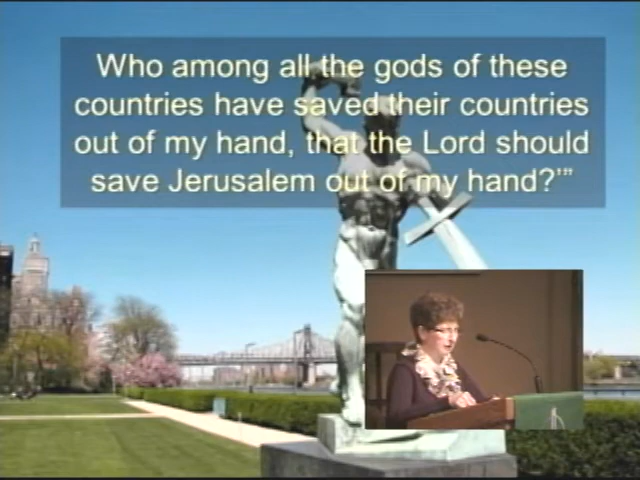 Who among all the gods of these
countries have saved their countries
out of my hand, that the Lord should
save Jerusalem out of my hand?’”